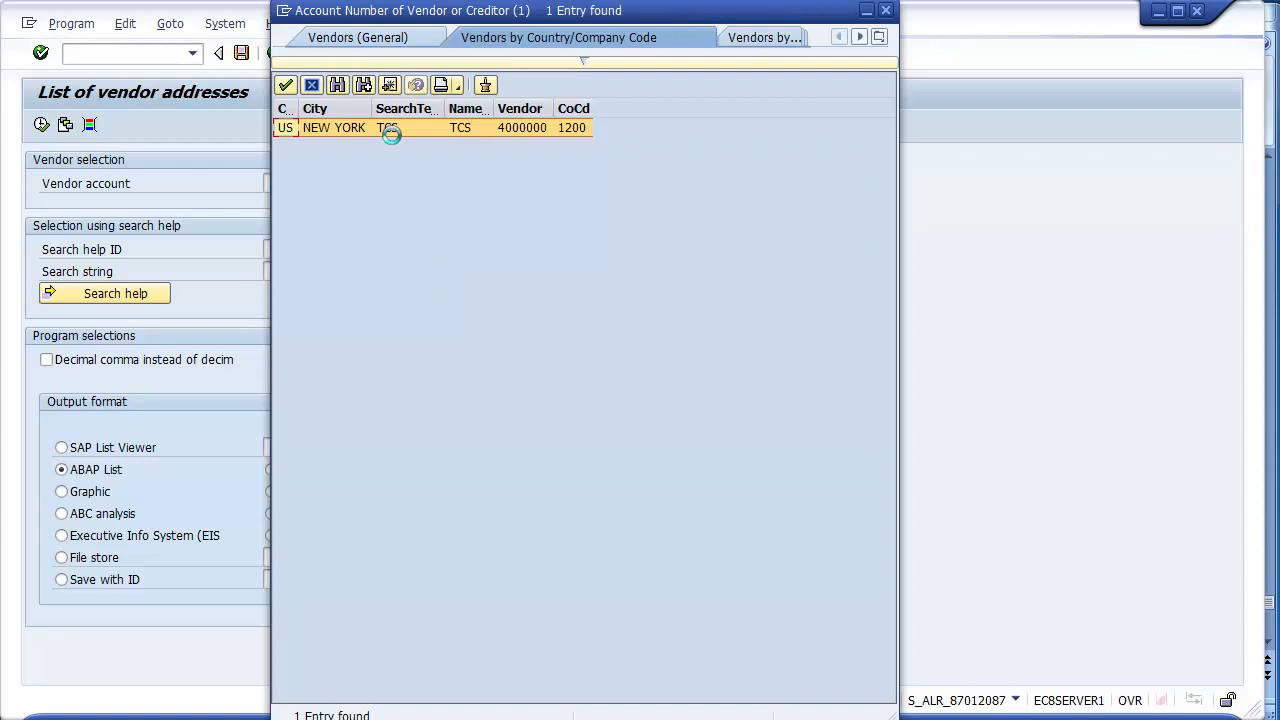 Account Number of Vendor or Creditor (1) 1 Entry found
Program Edit Goto System
Vendors (General) Vendors by Country/Company Code Vendors by...
List of vendor addresses
C.. City SearchTe.. Name.. Vendor CoCd
US NEW YORK TCS TCS 4000000 1200
Vendor selection
Vendor account
Selection using search help
Search help ID
Search string
Search help
Program selections
Decimal comma instead of decim
Output format
SAP List Viewer
ABAP List
Graphic
ABC analysis
Executive Info System (EIS
File store
Save with ID
S_ALR_87012087 EC8SERVER1 OVR
1 Entry found